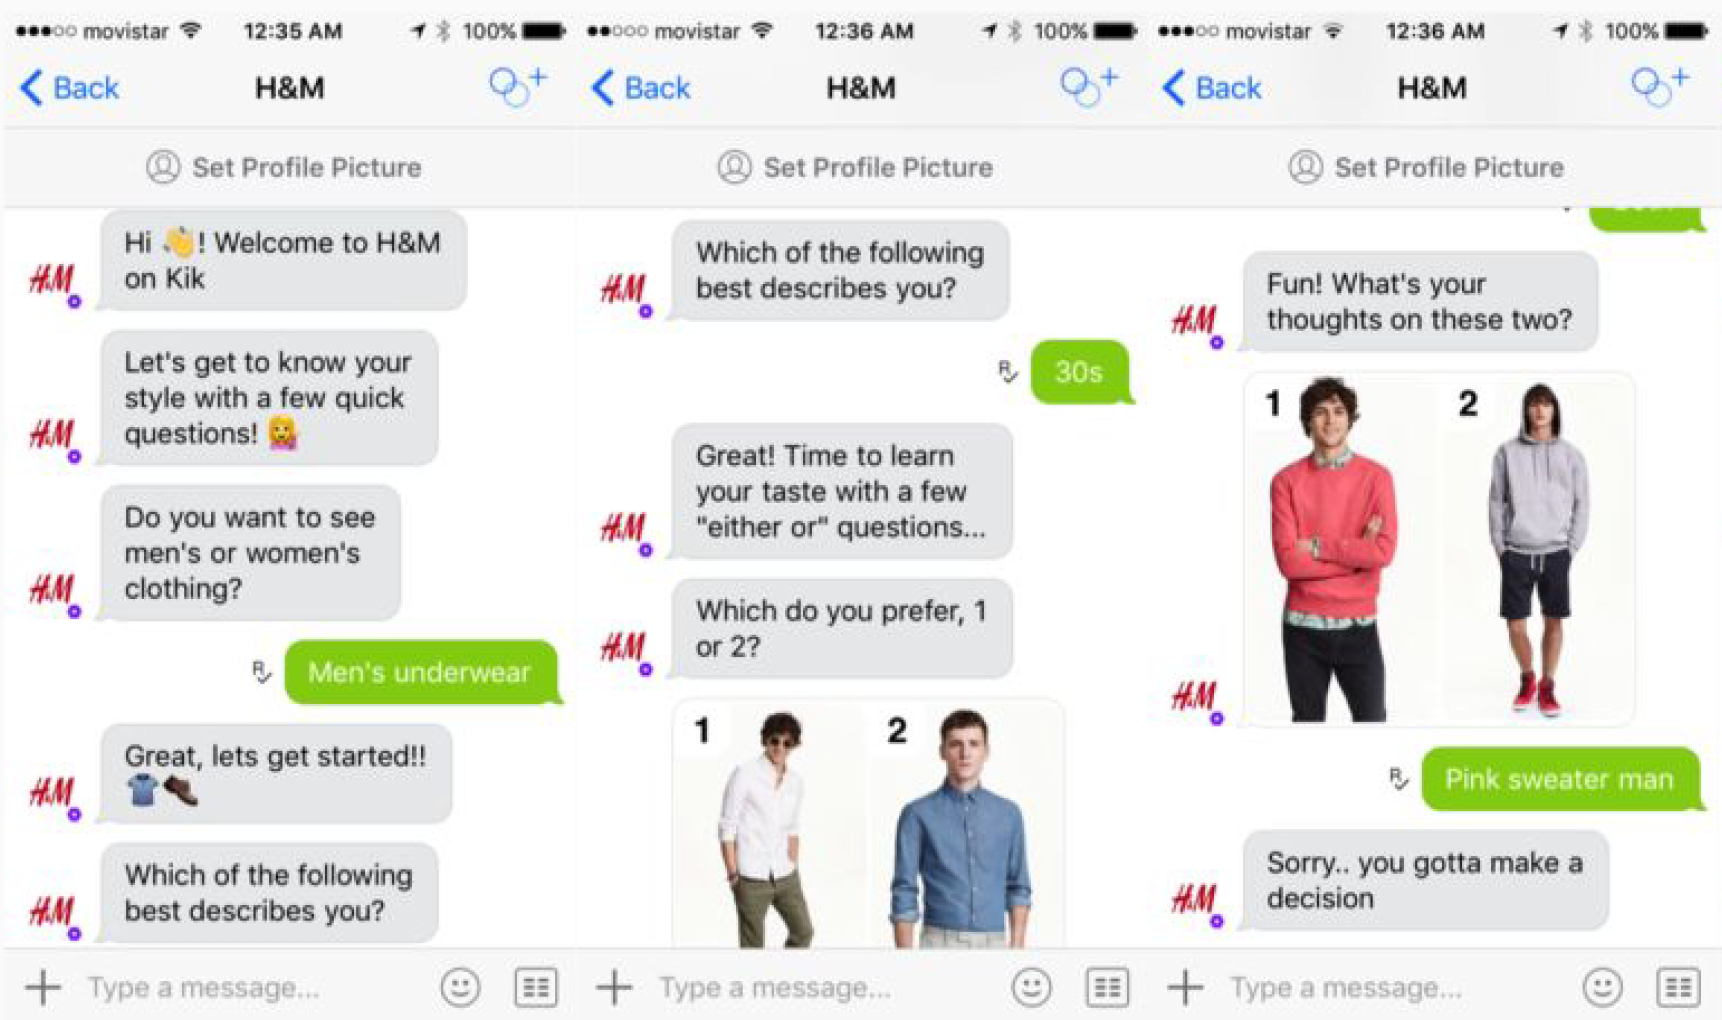 movistar 12:35 AM 100%
Back H&M
Set Profile Picture
Hi 👋! Welcome to H&M
on Kik
H&M
Let's get to know your
style with a few quick
questions! 💁
H&M
Do you want to see
men's or women's
clothing?
H&M
R Men's underwear
Great, lets get started!!
👕👞
H&M
Which of the following
best describes you?
H&M
Type a message...
movistar 12:36 AM 100%
Back H&M
Set Profile Picture
Which of the following
best describes you?
H&M
R 30s
Great! Time to learn
your taste with a few
"either or" questions...
H&M
Which do you prefer, 1
or 2?
H&M
1 2
Type a message...
movistar 12:36 AM 100%
Back H&M
Set Profile Picture
Fun! What's your
thoughts on these two?
H&M
1 2
H&M
R Pink sweater man
Sorry.. you gotta make a
decision
H&M
Type a message...